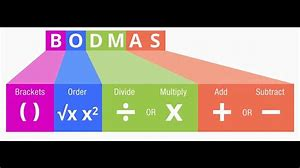 BODMAS
Brackets Order Divide Multiply Add Subtract
( ) √x x² ÷ OR x + OR −